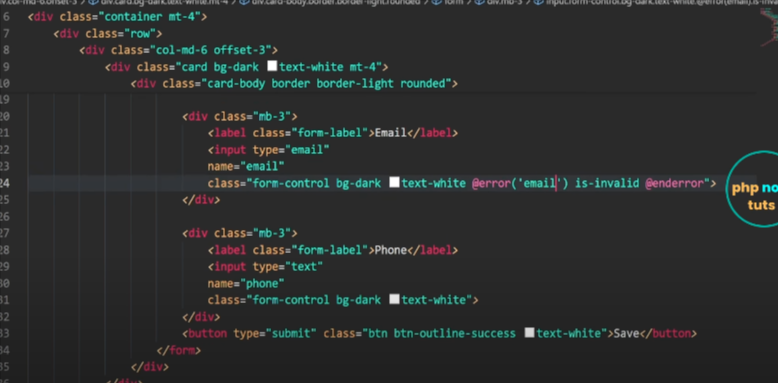 div.col-md-6.offset-3 > div.card.bg-dark.text-white.mt-4 > div.card-body.border.border-light.rounded > form > div.mb-3 > input.form-control.bg-dark.text-white.@error(email).is-inva
6 <div class="container mt-4">
7 <div class="row">
8 <div class="col-md-6 offset-3">
9 <div class="card bg-dark text-white mt-4">
10 <div class="card-body border border-light rounded">
19
20 <div class="mb-3">
21 <label class="form-label">Email</label>
22 <input type="email"
23 name="email"
24 class="form-control bg-dark text-white @error('email') is-invalid @enderror">
25 </div>
26
27 <div class="mb-3">
28 <label class="form-label">Phone</label>
29 <input type="text"
30 name="phone"
31 class="form-control bg-dark text-white">
32 </div>
33 <button type="submit" class="btn btn-outline-success text-white">Save</button>
34 </form>
35 </div>
36 </div>
php no
tuts